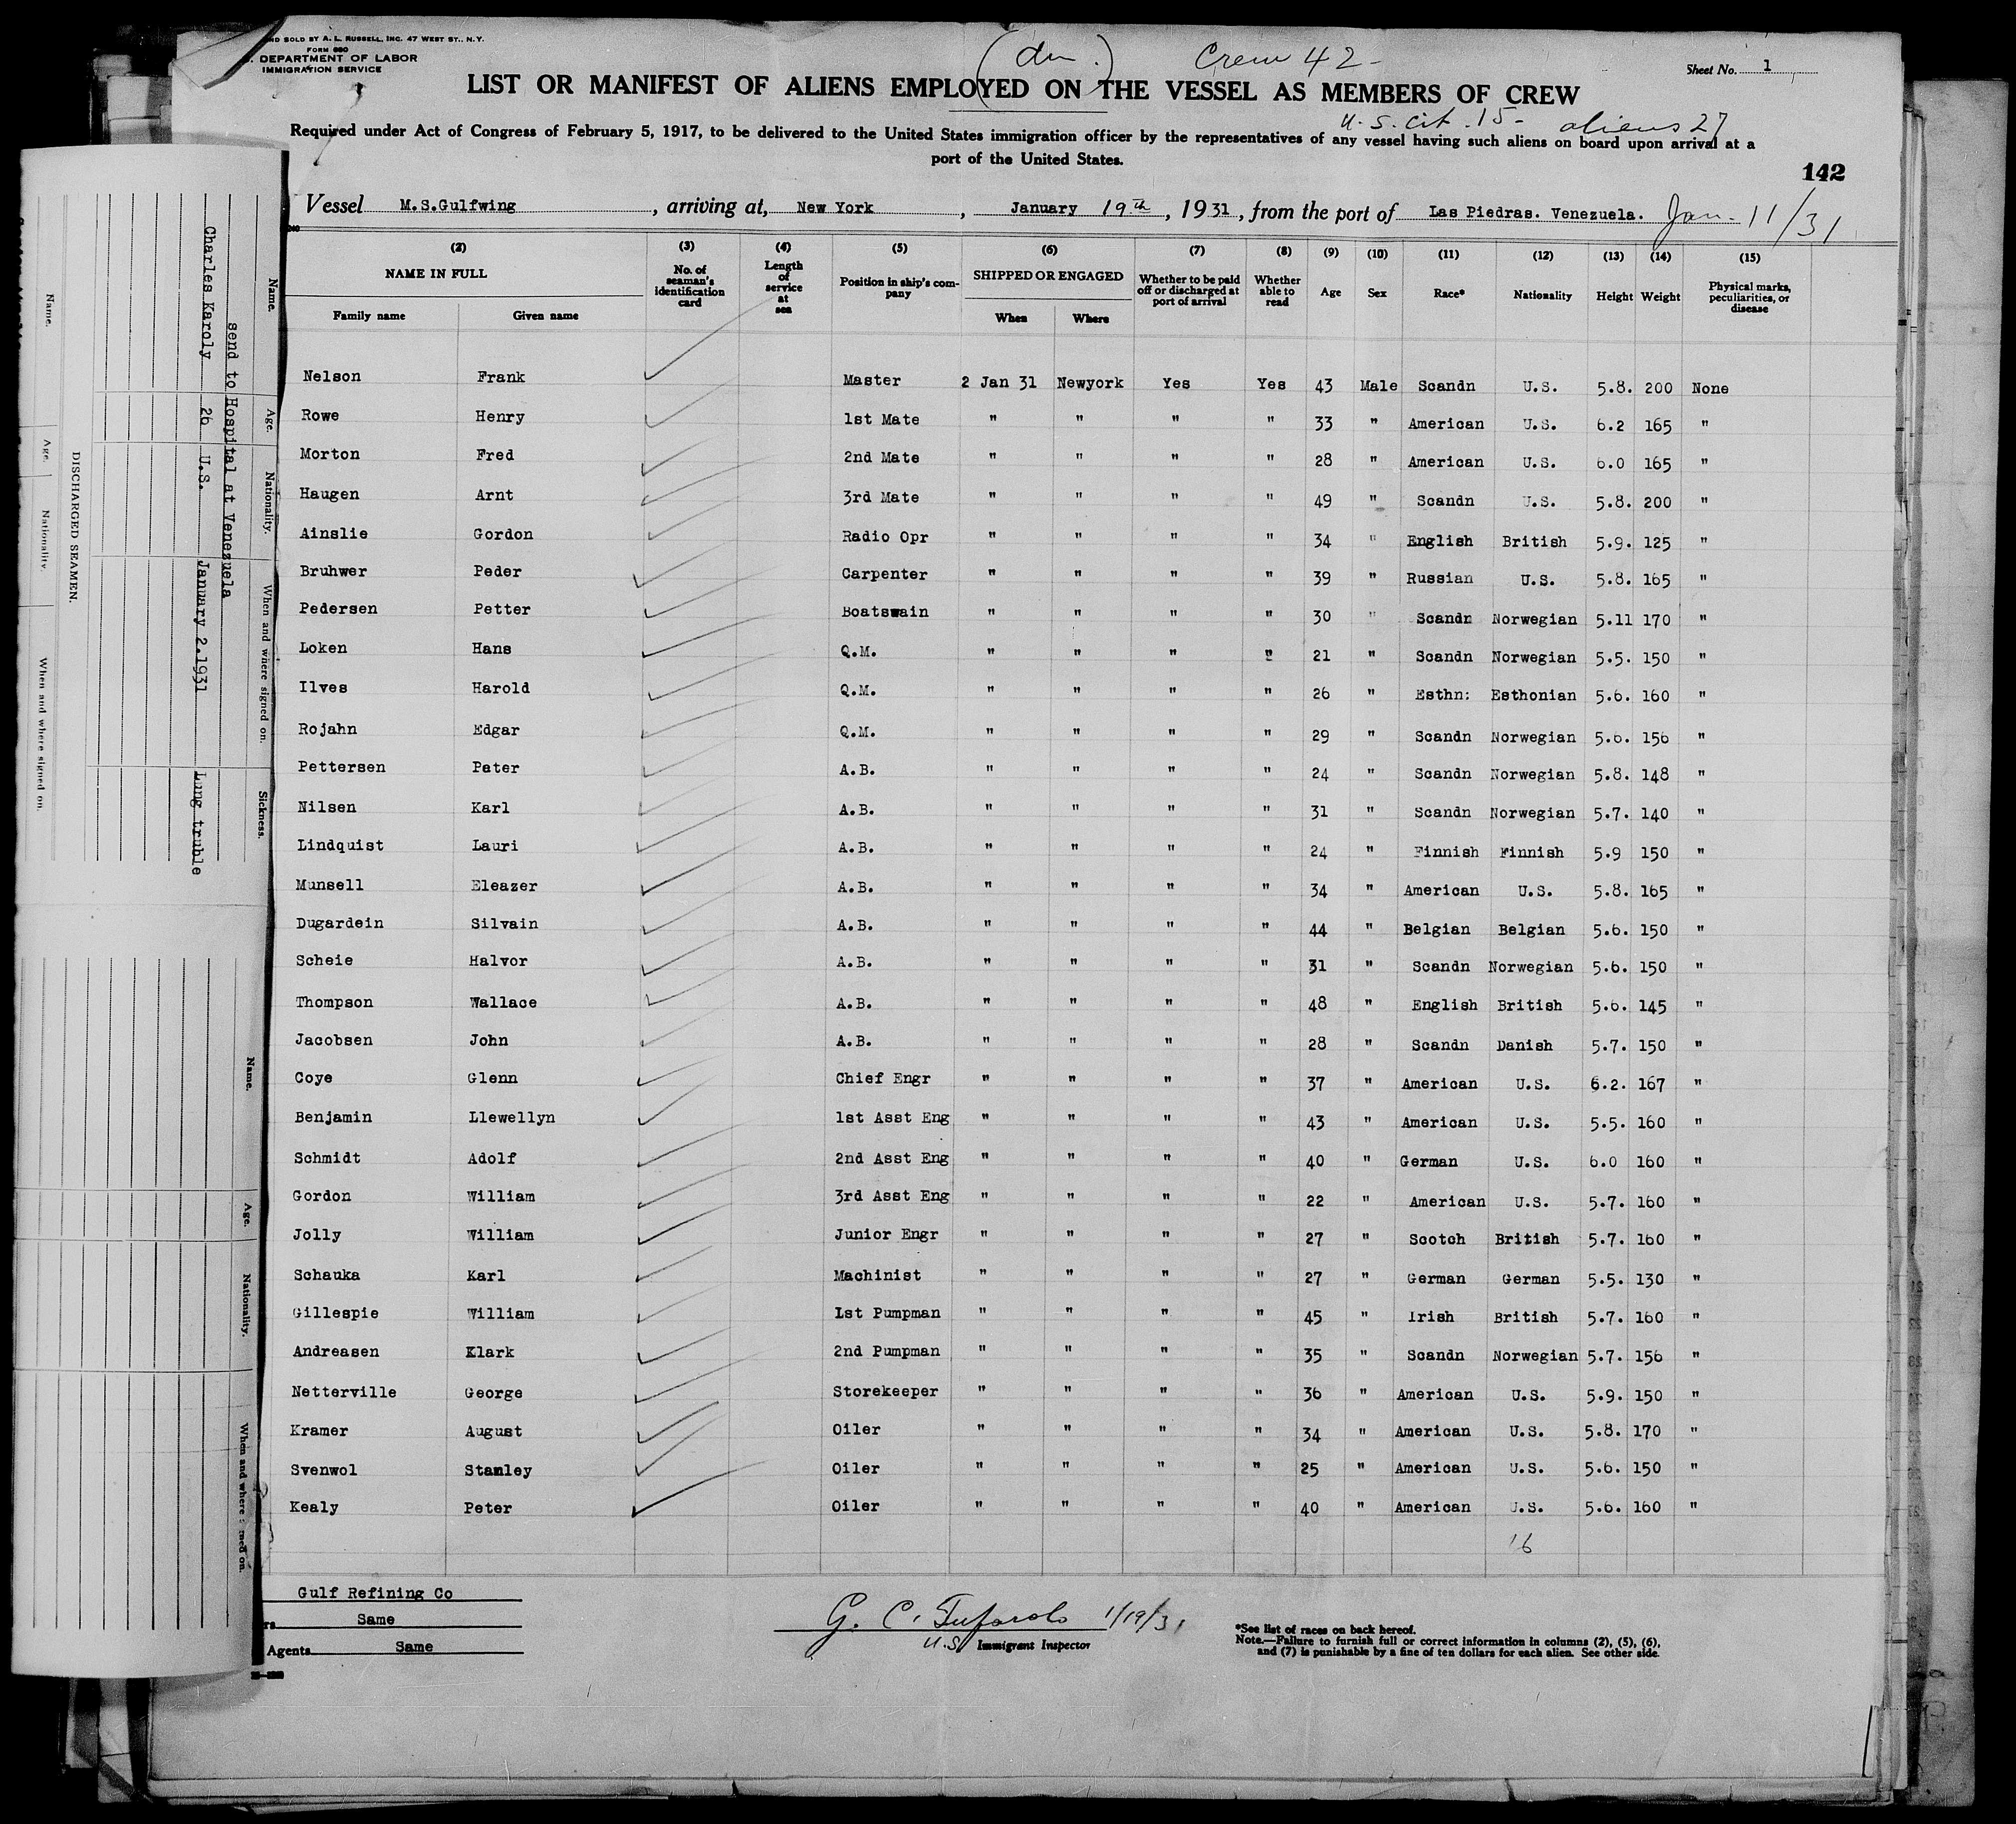 ND SOLD BY A. L. RUSSELL, INC. 47 WEST ST., N.Y.
FORM 680
DEPARTMENT OF LABOR
IMMIGRATION SERVICE
Crew 42-
Sheet No. 1
LIST OR MANIFEST OF ALIENS EMPLOYED ON THE VESSEL AS MEMBERS OF CREW
U.S. cit. 15- aliens 27
Required under Act of Congress of February 5, 1917, to be delivered to the United States immigration officer by the representatives of any vessel having such aliens on board upon arrival at a
port of the United States.
142
Vessel M.S.Gulfwing, arriving at, New York, January 19th, 1931, from the port of Las Piedras. Venezuela. Jan. 11/31
(2) (3) (4) (5) (6) (7) (8) (9) (10) (11) (12) (13) (14) (15)
NAME IN FULL No. of seaman's identification card Length of service at sea Position in ship's company SHIPPED OR ENGAGED Whether to be paid off or discharged at port of arrival Whether able to read Age Sex Race* Nationality Height Weight Physical marks, peculiarities, or disease
Family name Given name When Where
Nelson Frank Master 2 Jan 31 Newyork Yes Yes 43 Male Scandn U.S. 5.8. 200 None
Rowe Henry 1st Mate " " " " 33 " American U.S. 6.2 165 "
Morton Fred 2nd Mate " " " " 28 " American U.S. 6.0 165 "
Haugen Arnt 3rd Mate " " " " 49 " Scandn U.S. 5.8. 200 "
Ainslie Gordon Radio Opr " " " " 34 " English British 5.9. 125 "
Bruhwer Peder Carpenter " " " " 39 " Russian U.S. 5.8. 165 "
Pedersen Petter Boatswain " " " " 30 " Scandn Norwegian 5.11 170 "
Loken Hans Q.M. " " " " 21 " Scandn Norwegian 5.5. 150 "
Ilves Harold Q.M. " " " " 26 " Esthn: Esthonian 5.6. 160 "
Rojahn Edgar Q.M. " " " " 29 " Scandn Norwegian 5.6. 156 "
Pettersen Pater A.B. " " " " 24 " Scandn Norwegian 5.8. 148 "
Nilsen Karl A.B. " " " " 31 " Scandn Norwegian 5.7. 140 "
Lindquist Lauri A.B. " " " " 24 " Finnish Finnish 5.9 150 "
Munsell Eleazer A.B. " " " " 34 " American U.S. 5.8. 165 "
Dugardein Silvain A.B. " " " " 44 " Belgian Belgian 5.6. 150 "
Scheie Halvor A.B. " " " " 31 " Scandn Norwegian 5.6. 150 "
Thompson Wallace A.B. " " " " 48 " English British 5.6. 145 "
Jacobsen John A.B. " " " " 28 " Scandn Danish 5.7. 150 "
Coye Glenn Chief Engr " " " " 37 " American U.S. 6.2. 167 "
Benjamin Llewellyn 1st Asst Eng " " " " 43 " American U.S. 5.5. 160 "
Schmidt Adolf 2nd Asst Eng " " " " 40 " German U.S. 6.0 160 "
Gordon William 3rd Asst Eng " " " " 22 " American U.S. 5.7. 160 "
Jolly William Junior Engr " " " " 27 " Scotch British 5.7. 160 "
Schauka Karl Machinist " " " " 27 " German German 5.5. 130 "
Gillespie William 1st Pumpman " " " " 45 " Irish British 5.7. 160 "
Andreasen Klark 2nd Pumpman " " " " 35 " Scandn Norwegian 5.7. 156 "
Netterville George Storekeeper " " " " 36 " American U.S. 5.9. 150 "
Kramer August Oiler " " " " 34 " American U.S. 5.8. 170 "
Svenwol Stanley Oiler " " " " 25 " American U.S. 5.6. 150 "
Kealy Peter Oiler " " " " 40 " American U.S. 5.6. 160 "
16
Gulf Refining Co
rs Same
Agents Same
G. C. 1/19/31
U.S. Immigrant Inspector
*See list of races on back hereof.
Note.—Failure to furnish full or correct information in columns (2), (5), (6),
and (7) is punishable by a fine of ten dollars for each alien. See other side.
Name. Age. Nationality. When and where signed on. Sickness.
send to Hospital at Venezuela
Charles Karoly 26 U.S. January 2.1931 Lung truble
DISCHARGED SEAMEN.
Name. Age. Nationality. When and where signed on.
Name. Age. Nationality. When and where med on.